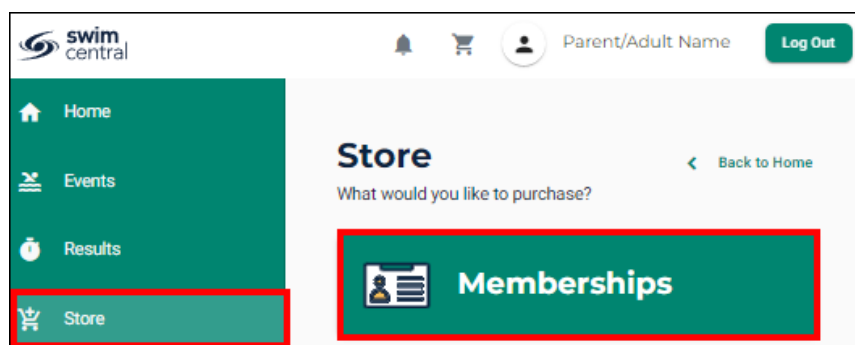 swim
central
Parent/Adult Name
Log Out
Home
Events
Results
Store
Store
Back to Home
What would you like to purchase?
Memberships